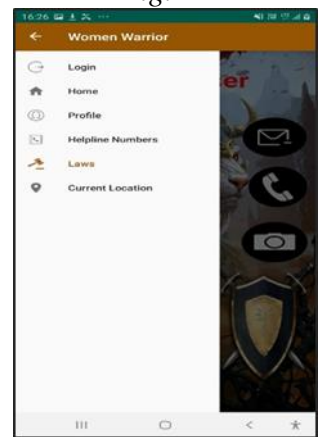 16:26
Women Warrior
Login
er
Home
Profile
Helpline Numbers
Laws
Current Location